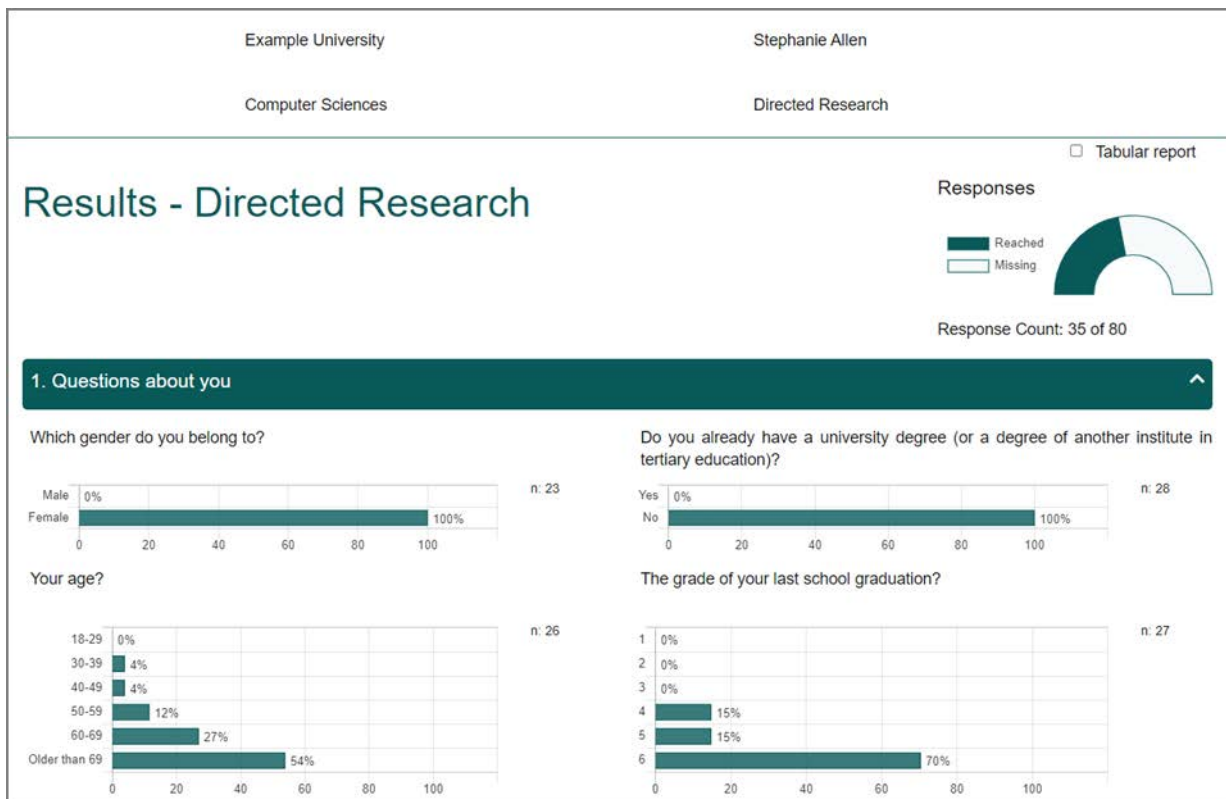 Example University
Stephanie Allen
Computer Sciences
Directed Research
Tabular report
Results - Directed Research
Responses
Reached
Missing
Response Count: 35 of 80
1. Questions about you
Which gender do you belong to?
n: 23
Male 0%
Female 100%
0 20 40 60 80 100
Do you already have a university degree (or a degree of another institute in
tertiary education)?
n: 28
Yes 0%
No 100%
0 20 40 60 80 100
Your age?
n: 26
18-29 0%
30-39 4%
40-49 4%
50-59 12%
60-69 27%
Older than 69 54%
0 20 40 60 80 100
The grade of your last school graduation?
n: 27
1 0%
2 0%
3 0%
4 15%
5 15%
6 70%
0 20 40 60 80 100